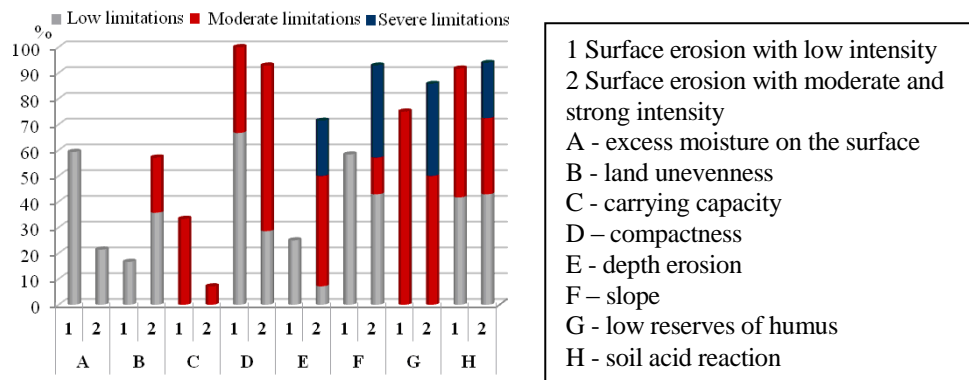 Low limitations Moderate limitations Severe limitations
%
100
90
80
70
60
50
40
30
20
10
0
1 2 1 2 1 2 1 2 1 2 1 2 1 2 1 2
A B C D E F G H
1 Surface erosion with low intensity
2 Surface erosion with moderate and
strong intensity
A - excess moisture on the surface
B - land unevenness
C - carrying capacity
D – compactness
E - depth erosion
F – slope
G - low reserves of humus
H - soil acid reaction